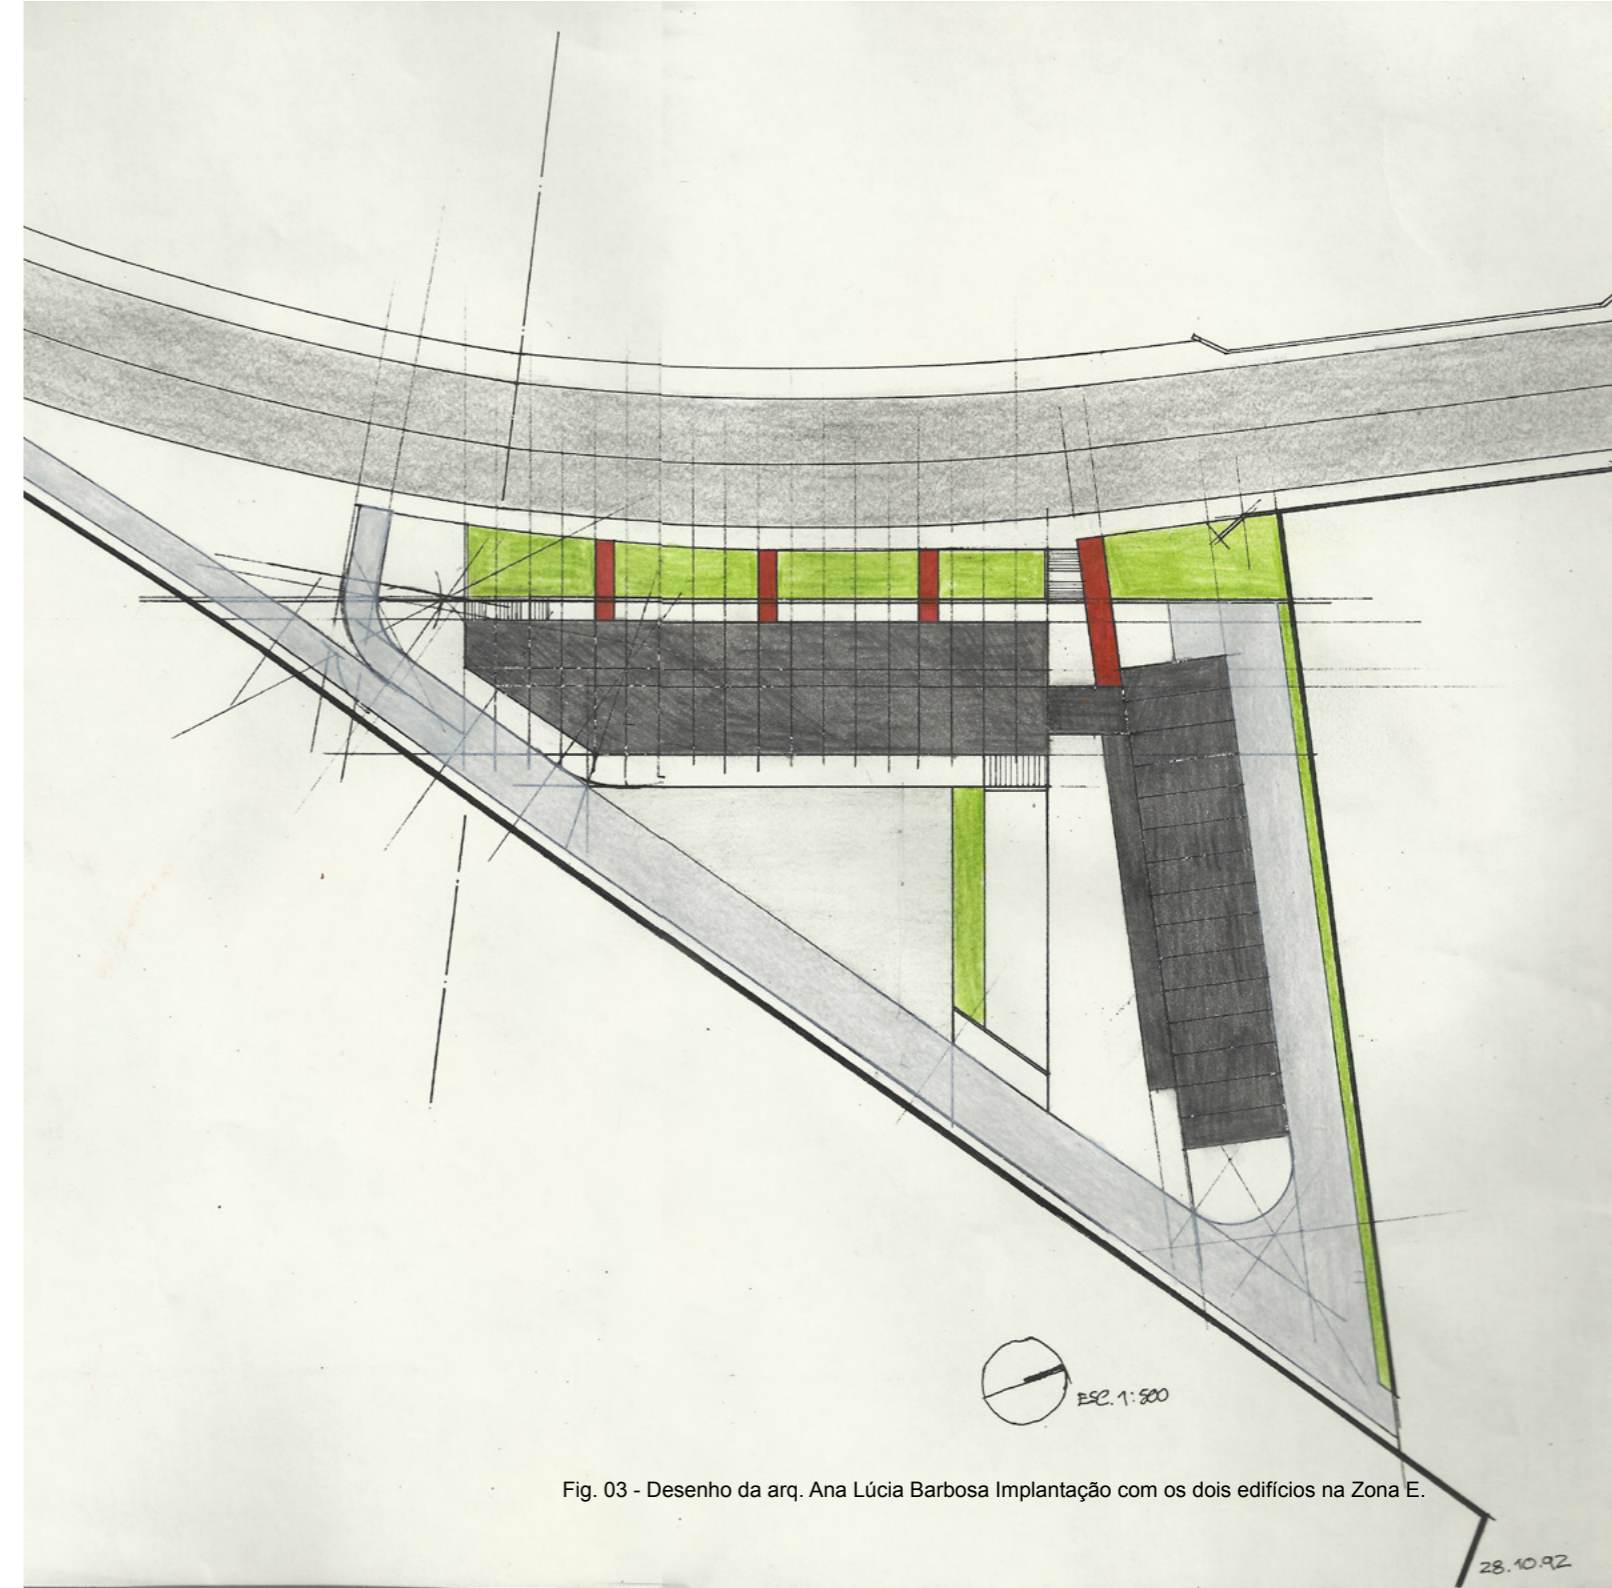 ESC. 1:500
Fig. 03 - Desenho da arq. Ana Lúcia Barbosa Implantação com os dois edifícios na Zona E.
28.10.92